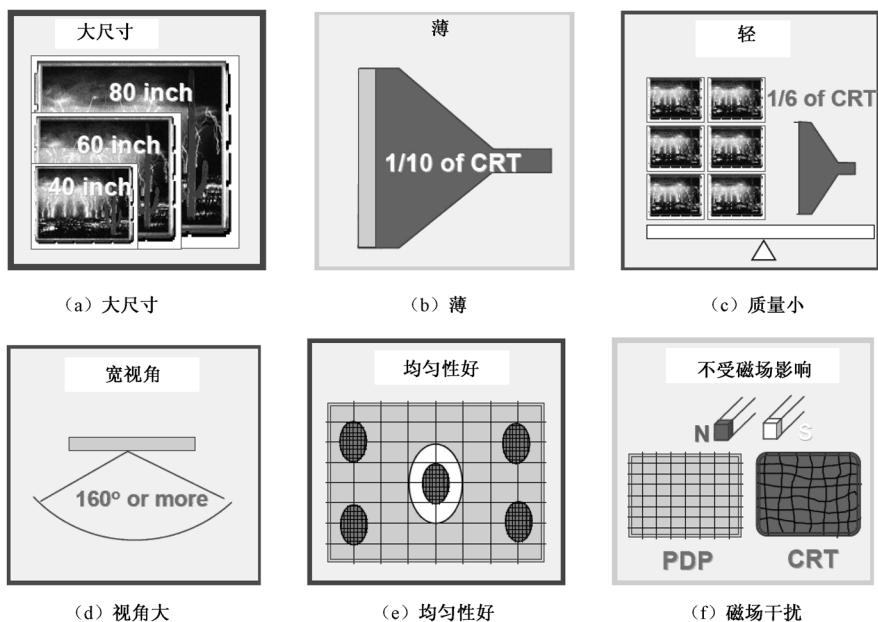 大尺寸
80 inch
60 inch
40 inch
薄
1/10 of CRT
轻
1/6 of CRT
（a）大尺寸
（b）薄
（c）质量小
宽视角
160° or more
均匀性好
不受磁场影响
N
S
PDP
CRT
（d）视角大
（e）均匀性好
（f）磁场干扰